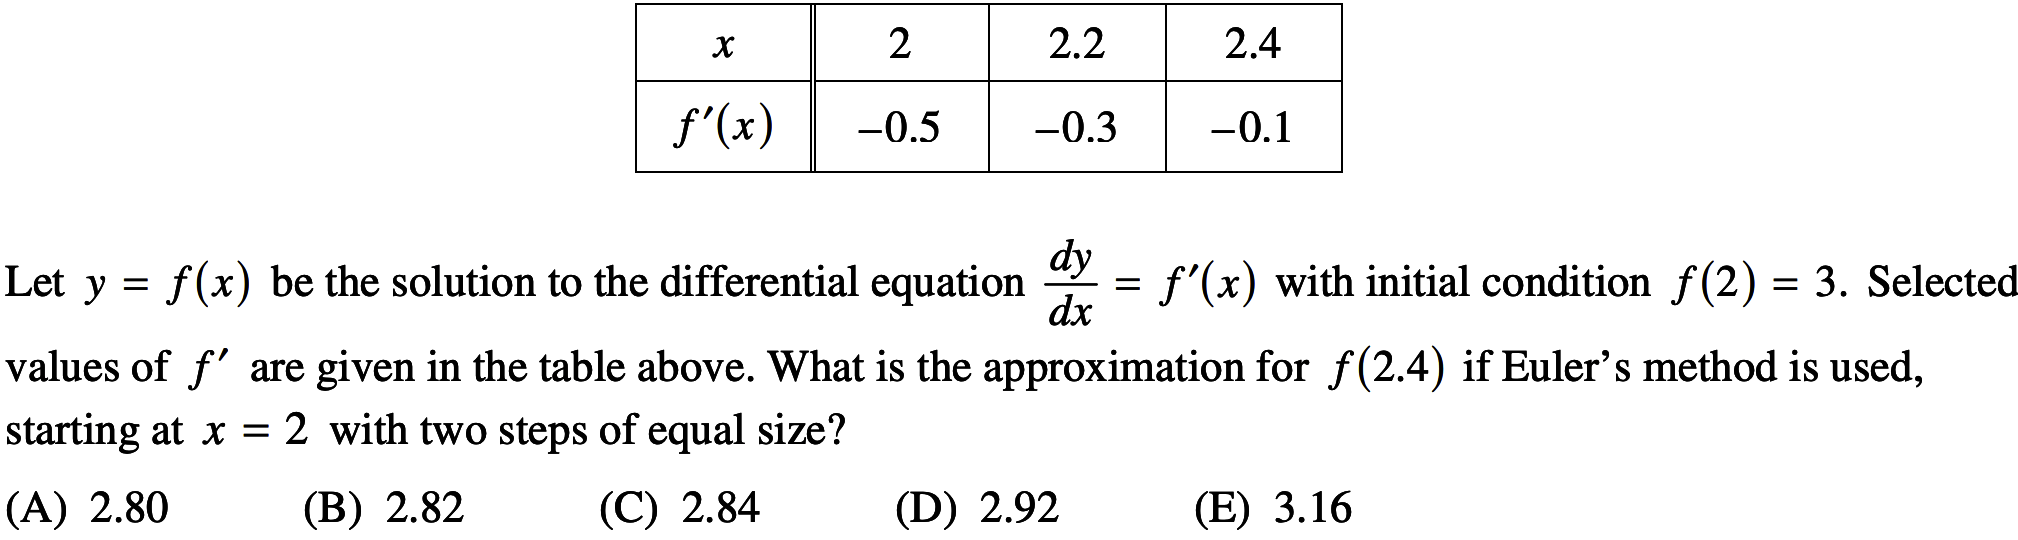 x 2 2.2 2.4
f′(x) −0.5 −0.3 −0.1
Let y = f(x) be the solution to the differential equation dy/dx = f′(x) with initial condition f(2) = 3. Selected
values of f′ are given in the table above. What is the approximation for f(2.4) if Euler’s method is used,
starting at x = 2 with two steps of equal size?
(A) 2.80 (B) 2.82 (C) 2.84 (D) 2.92 (E) 3.16